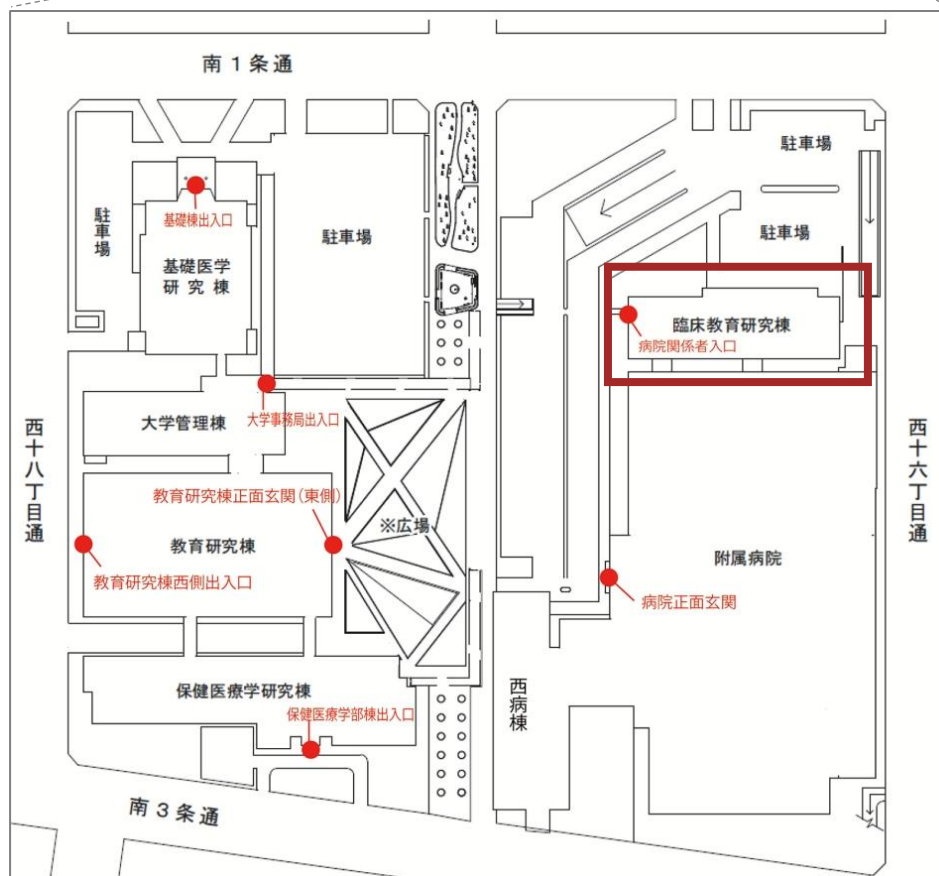 南1条通
駐車場
基礎棟出入口
駐車場
駐車場
駐車場
基礎医学
研究棟
臨床教育研究棟
病院関係者入口
大学管理棟
大学事務局出入口
西十八丁目通
西十六丁目通
教育研究棟正面玄関(東側)
※広場
教育研究棟
附属病院
教育研究棟西側出入口
病院正面玄関
保健医療学研究棟
西病棟
保健医療学部棟出入口
南3条通